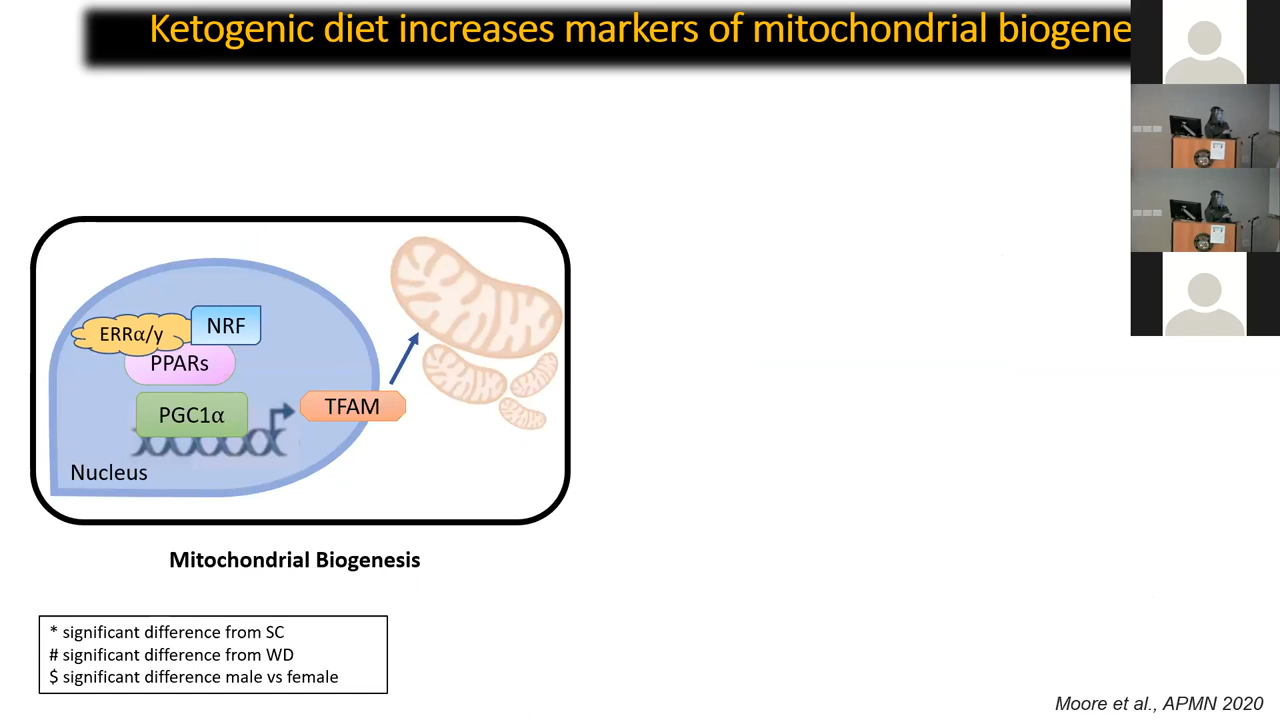 Ketogenic diet increases markers of mitochondrial biogene
ERRα/y
NRF
PPARs
PGC1α
TFAM
Nucleus
Mitochondrial Biogenesis
* significant difference from SC
# significant difference from WD
$ significant difference male vs female
Moore et al., APMN 2020